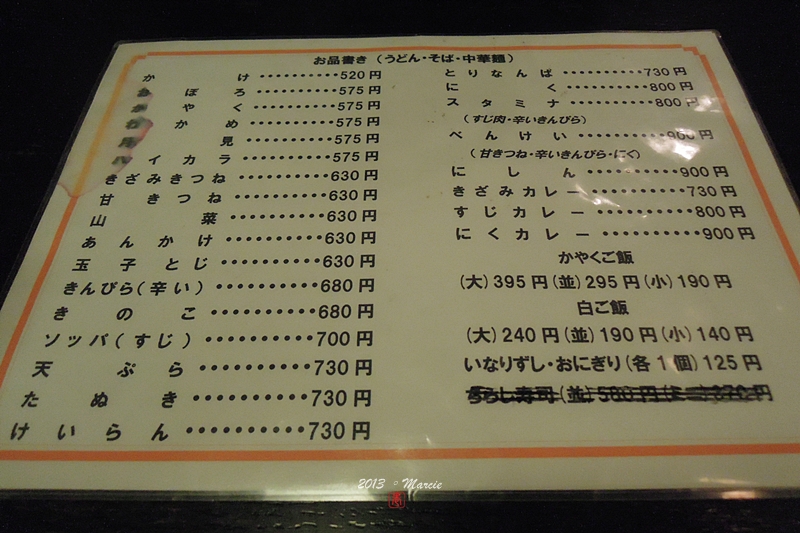 お品書き（うどん・そば・中華麺）
かけ・・・・・・・・・・520円
おぼろ・・・・・・・・・・575円
かやく・・・・・・・・・・575円
わかめ・・・・・・・・・・575円
月見・・・・・・・・・・575円
ハイカラ・・・・・・・・・・575円
きざみきつね・・・・・・・・・・630円
甘きつね・・・・・・・・・・630円
山菜・・・・・・・・・・630円
あんかけ・・・・・・・・・・630円
玉子とじ・・・・・・・・・・630円
きんぴら(辛い)・・・・・・・・・・680円
きのこ・・・・・・・・・・680円
ソッパ(すじ)・・・・・・・・・・700円
天ぷら・・・・・・・・・・730円
たぬき・・・・・・・・・・730円
けいらん・・・・・・・・・・730円
とりなんば・・・・・・・・・・730円
にく・・・・・・・・・・800円
スタミナ・・・・・・・・・・800円
（すじ肉・辛いきんぴら）
べんけい・・・・・・・・・・900円
（甘きつね・辛いきんぴら・にく）
にしん・・・・・・・・・・900円
きざみカレー・・・・・・・・・・730円
すじカレー・・・・・・・・・・800円
にくカレー・・・・・・・・・・900円
かやくご飯
（大）395円（並）295円（小）190円
白ご飯
（大）240円（並）190円（小）140円
いなりずし・おにぎり（各1個）125円
2013 。Marcie